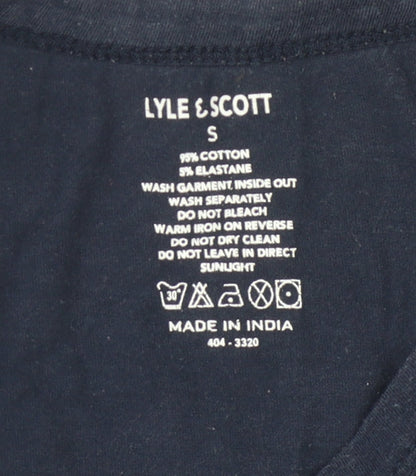 LYLE & SCOTT
S
95% COTTON
5% ELASTANE
WASH GARMENT INSIDE OUT
WASH SEPARATELY
DO NOT BLEACH
WARM IRON ON REVERSE
DO NOT DRY CLEAN
DO NOT LEAVE IN DIRECT
SUNLIGHT
30°
MADE IN INDIA
404 - 3320